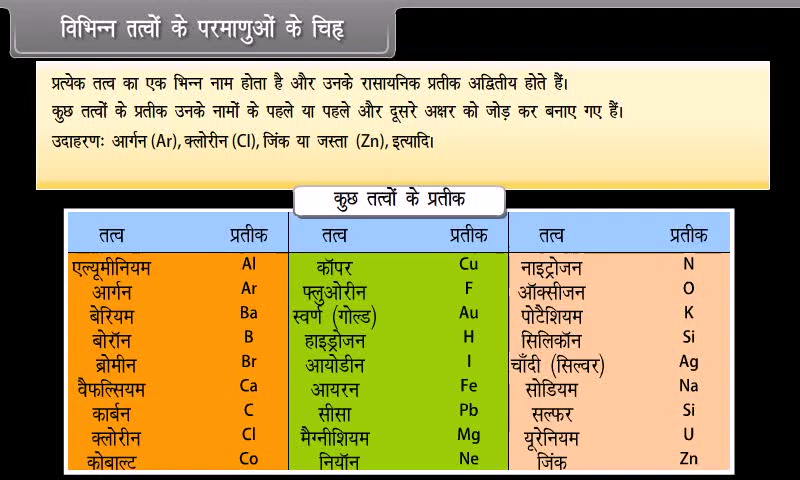 विभिन्न तत्वों के परमाणुओं के चिह्न
प्रत्येक तत्व का एक भिन्न नाम होता है और उनके रासायनिक प्रतीक अद्वितीय होते हैं।
कुछ तत्वों के प्रतीक उनके नामों के पहले या पहले और दूसरे अक्षर को जोड़ कर बनाए गए हैं।
उदाहरणः आर्गन (Ar), क्लोरीन (Cl), जिंक या जस्ता (Zn), इत्यादि।
कुछ तत्वों के प्रतीक
तत्व प्रतीक तत्व प्रतीक तत्व प्रतीक
एल्यूमीनियम Al कॉपर Cu नाइट्रोजन N
आर्गन Ar फ्लुओरीन F ऑक्सीजन O
बेरियम Ba स्वर्ण (गोल्ड) Au पोटैशियम K
बोरॉन B हाइड्रोजन H सिलिकॉन Si
ब्रोमीन Br आयोडीन I चाँदी (सिल्वर) Ag
वैफल्सियम Ca आयरन Fe सोडियम Na
कार्बन C सीसा Pb सल्फर Si
क्लोरीन Cl मैग्नीशियम Mg यूरेनियम U
कोबाल्ट Co नियॉन Ne जिंक Zn